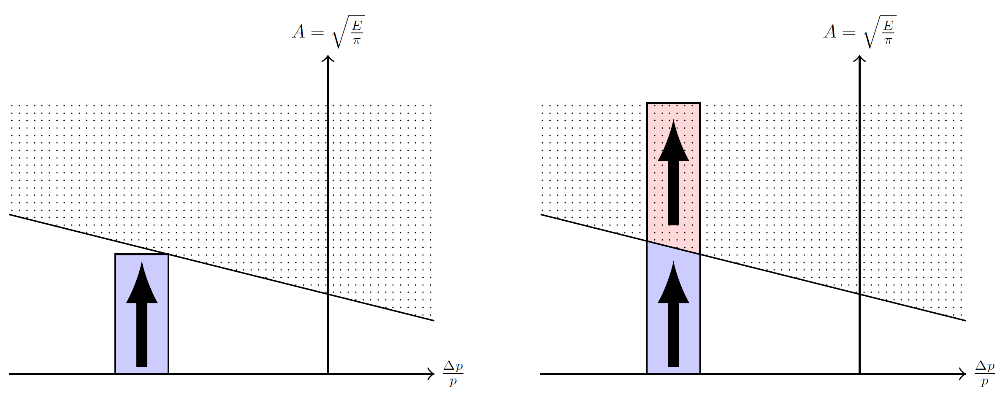 A = √(E/π)
A = √(E/π)
Δp/p
Δp/p